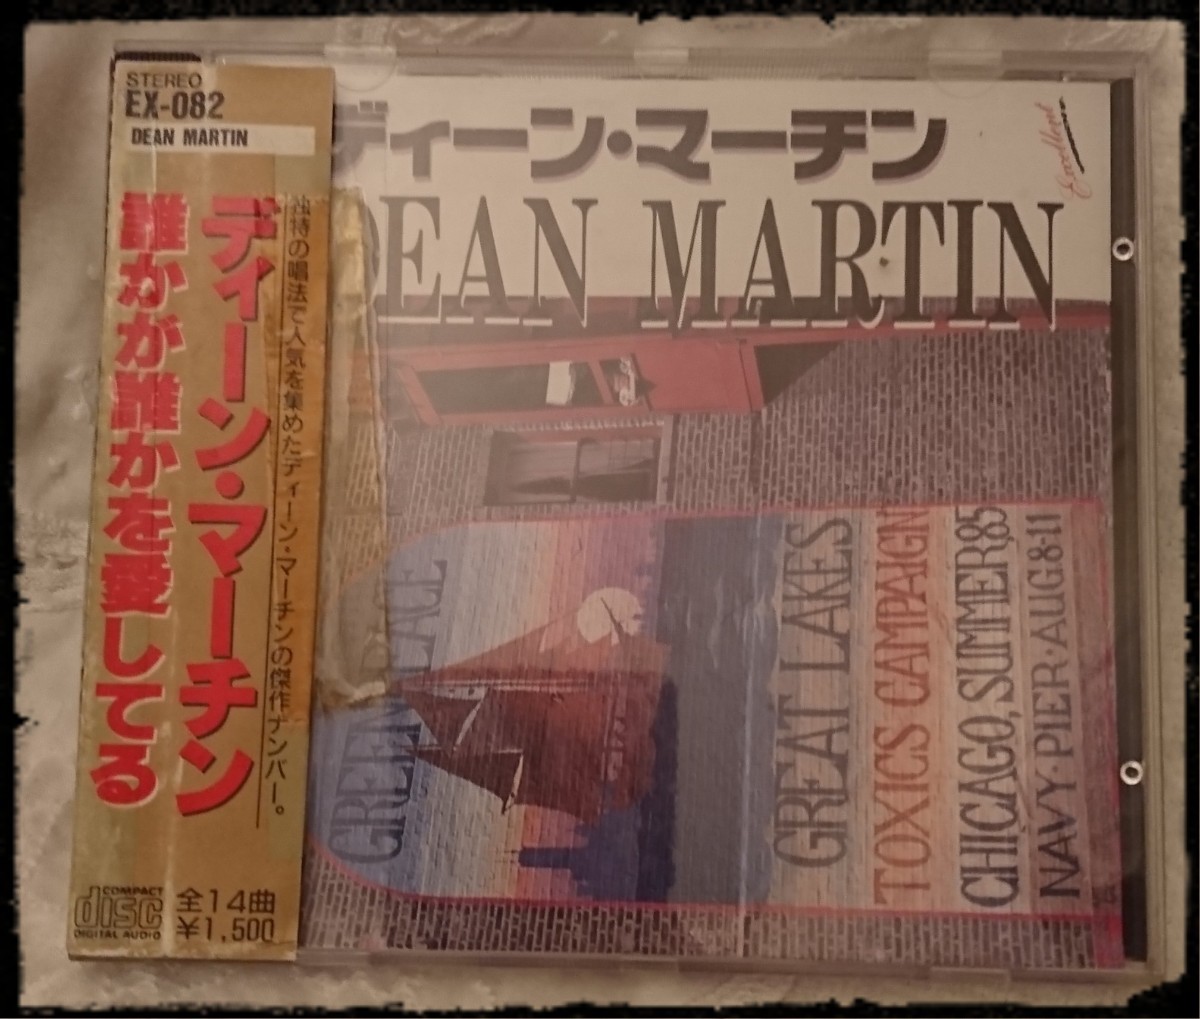 STEREO
EX-082
DEAN MARTIN
独特の唱法で人気を集めたディーン・マーチンの傑作ナンバー。
ディーン・マーチン
誰かが誰かを愛してる
COMPACT
disc
DIGITAL AUDIO
全14曲
¥1,500
ディーン・マーチン
DEAN MARTIN
Excellent
GREENPEACE
GREAT LAKES
TOXICS CAMPAIGN
CHICAGO, SUMMER,85
NAVY·PIER·AUG·8-11